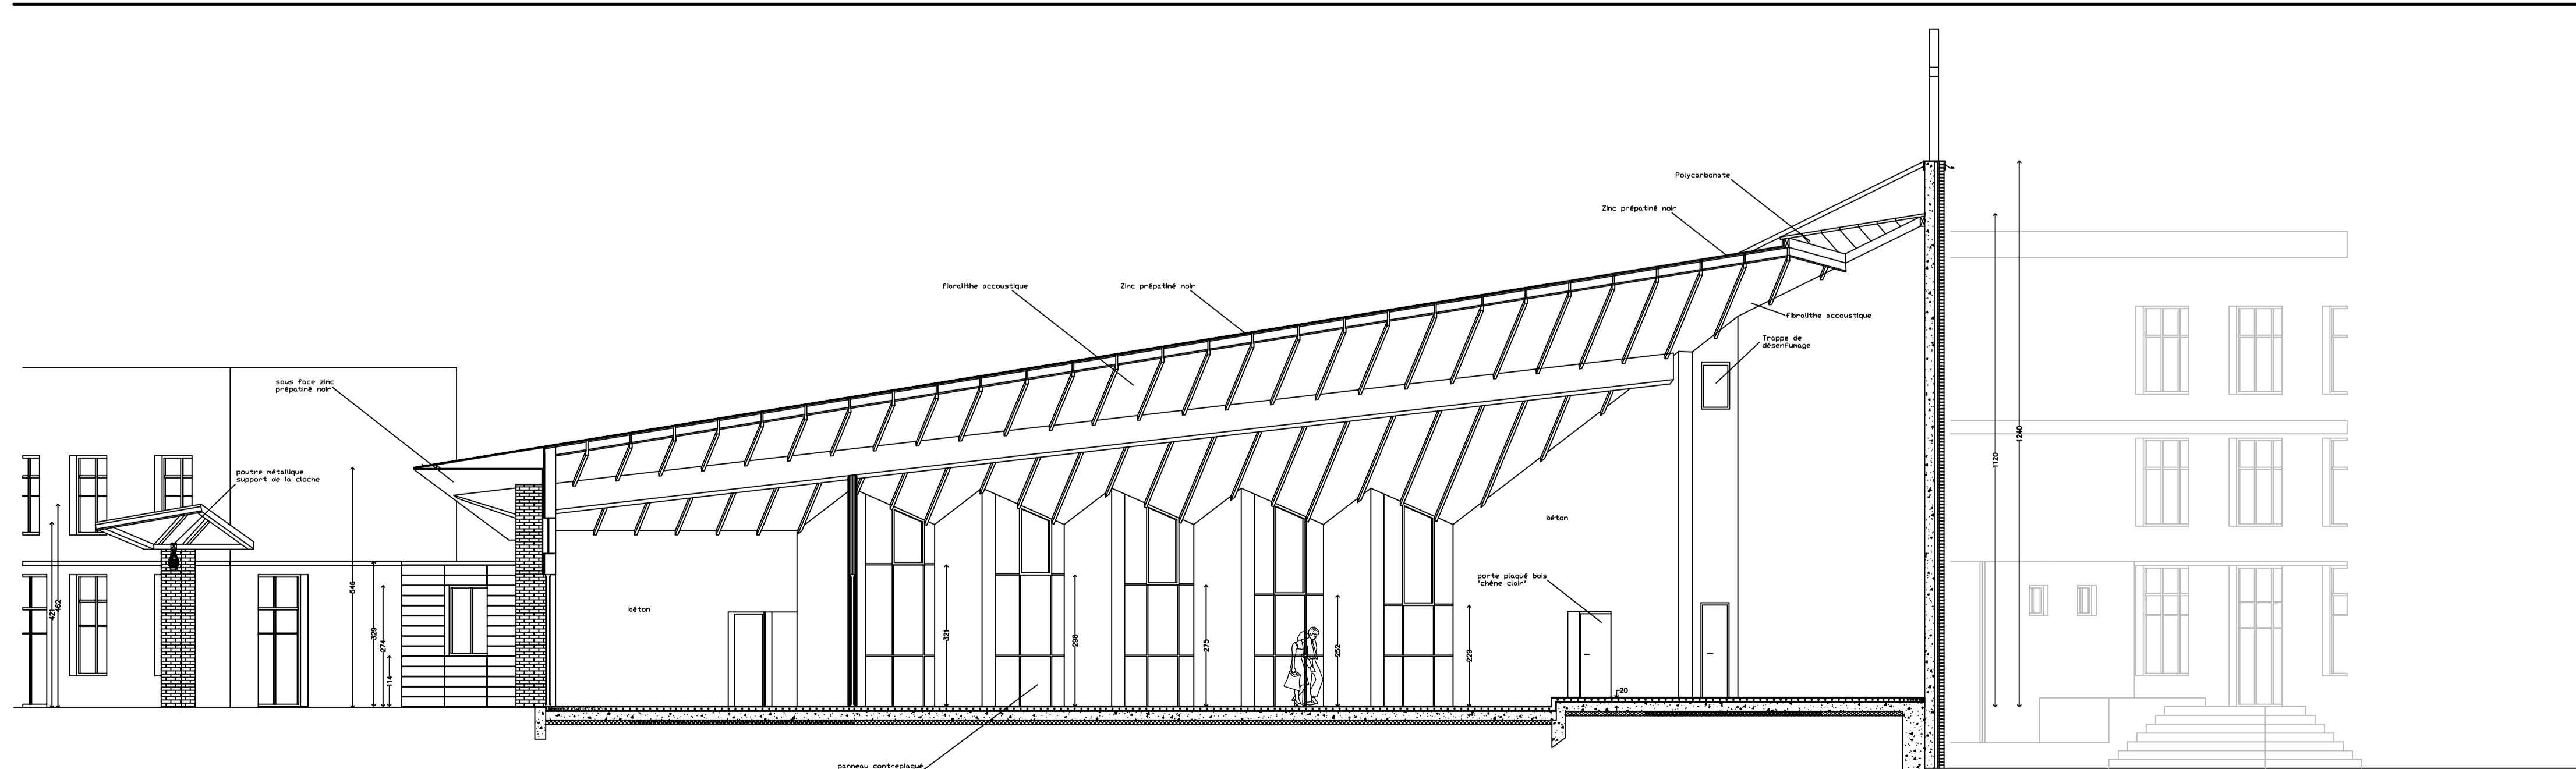 Polycarbonate
Zinc prépatiné noir
fibralithe accoustique
Zinc prépatiné noir
fibralithe accoustique
Trappe de
désenfumage
sous face zinc
prépatiné noir
poutre métallique
support de la cloche
béton
béton
porte plaqué bois
"chêne clair"
panneau contreplaqué
421
462
546
329
274
114
321
298
275
252
229
20
1120
1240